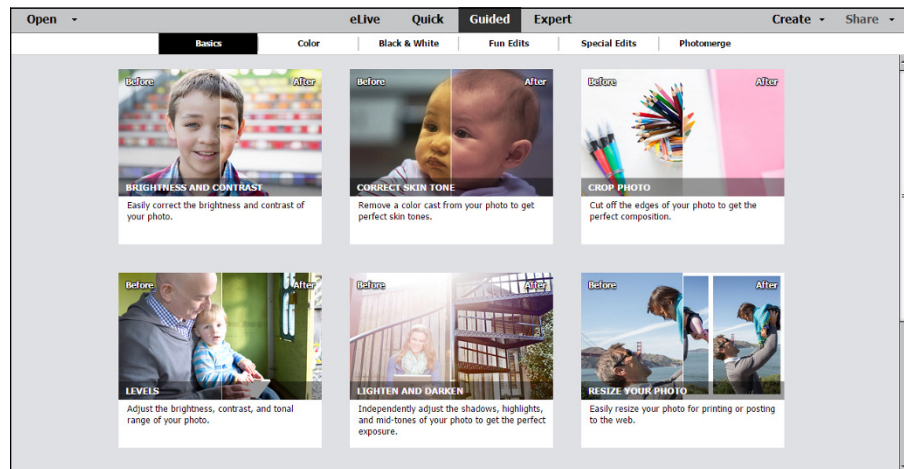 Open eLive Quick Guided Expert Create Share
Basics Color Black & White Fun Edits Special Edits Photomerge
Before After
BRIGHTNESS AND CONTRAST
Easily correct the brightness and contrast of
your photo.
Before After
CORRECT SKIN TONE
Remove a color cast from your photo to get
perfect skin tones.
Before After
CROP PHOTO
Cut off the edges of your photo to get the
perfect composition.
Before After
LEVELS
Adjust the brightness, contrast, and tonal
range of your photo.
Before After
LIGHTEN AND DARKEN
Independently adjust the shadows, highlights,
and mid-tones of your photo to get the perfect
exposure.
Before After
RESIZE YOUR PHOTO
Easily resize your photo for printing or posting
to the web.